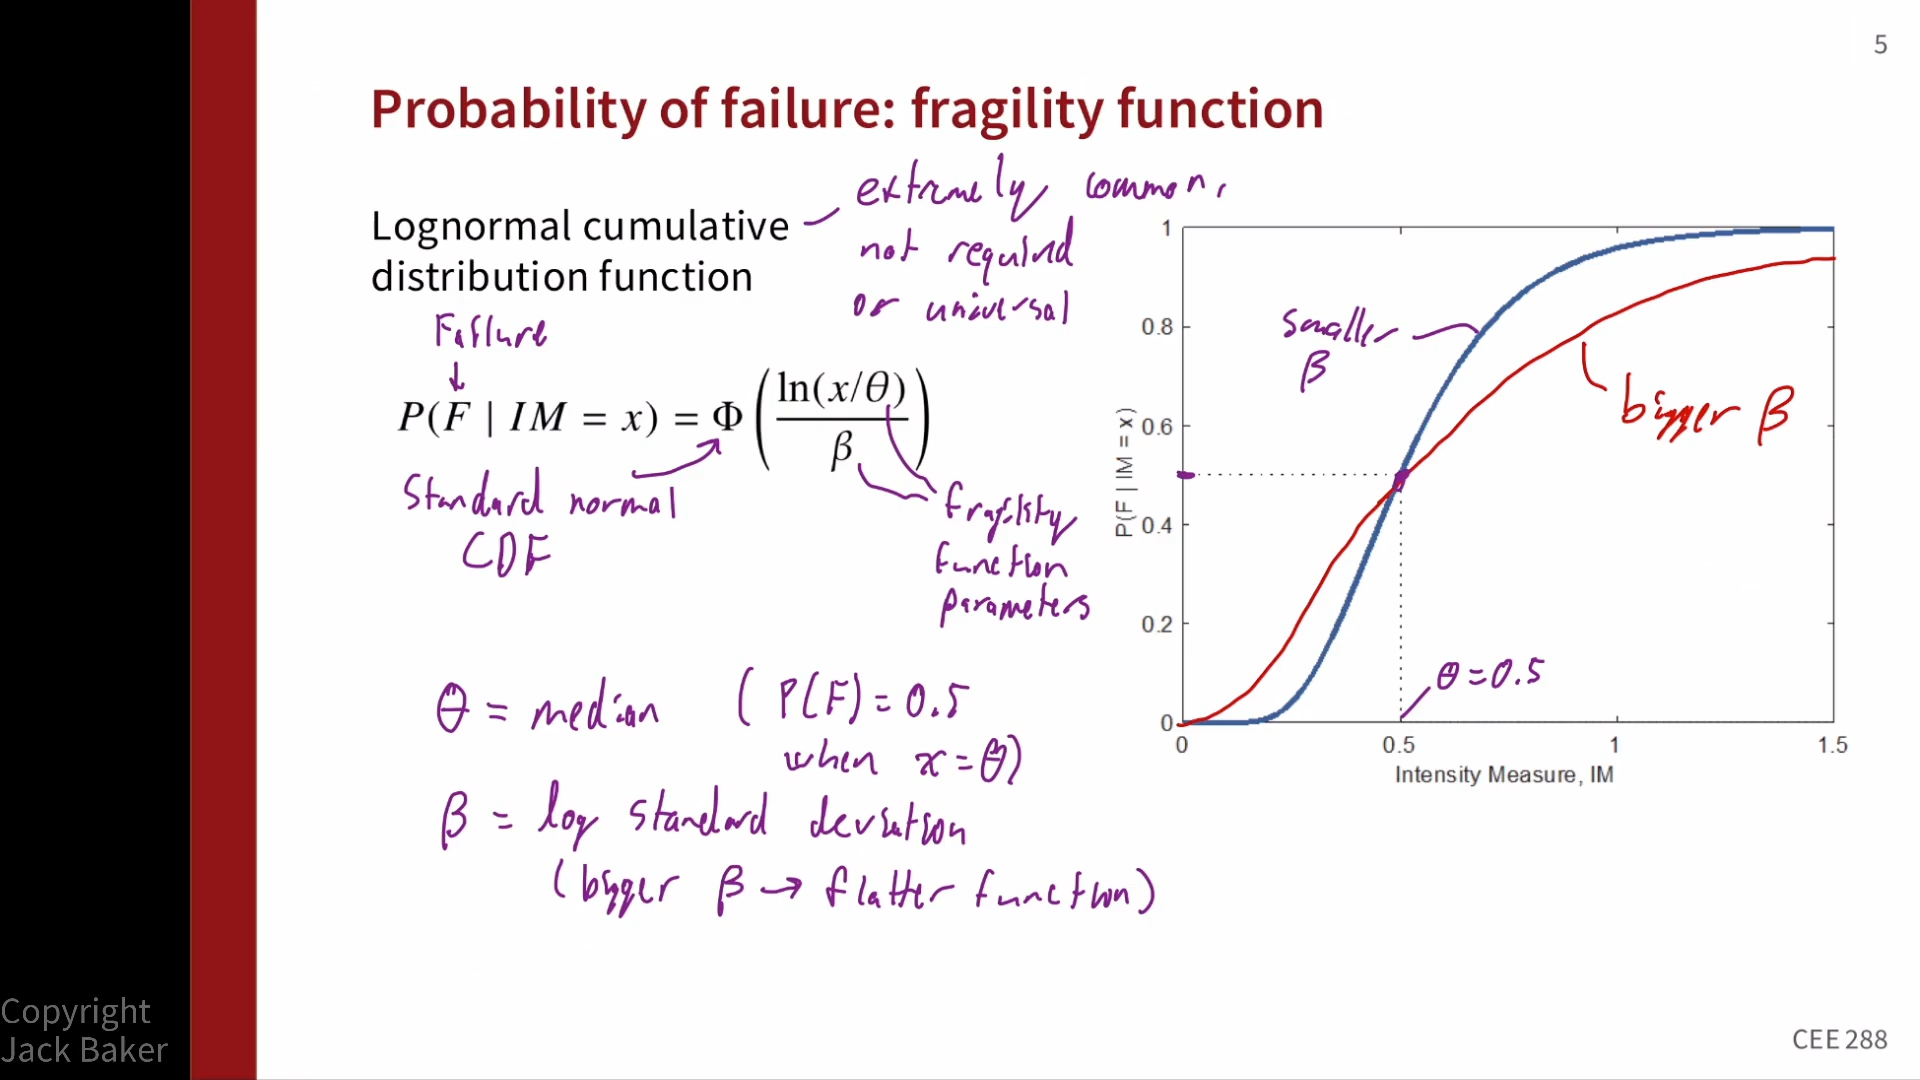 5
Probability of failure: fragility function
Lognormal cumulative
distribution function
extremely common,
not required
or universal
Failure
P(F | IM = x) = Φ(ln(x/θ)/β)
Standard normal
CDF
fragility
function
parameters
θ = median (P(F) = 0.5
when x = θ)
β = log standard deviation
(bigger β → flatter function)
1
0.8
0.6
0.4
0.2
0
P(F | IM = x)
smaller
β
bigger β
θ = 0.5
0 0.5 1 1.5
Intensity Measure, IM
Copyright
Jack Baker
CEE 288